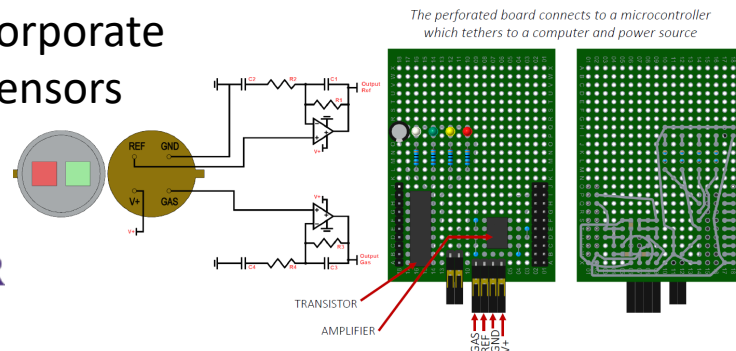 The perforated board connects to a microcontroller
which tethers to a computer and power source
orporate
ensors
REF
GND
V+
GAS
V+
C2
R2
C1
R1
Output
Ref
V+
V+
R3
Output
Gas
C4
R4
C3
R
TRANSISTOR
AMPLIFIER
GAS
REF
GND
V+